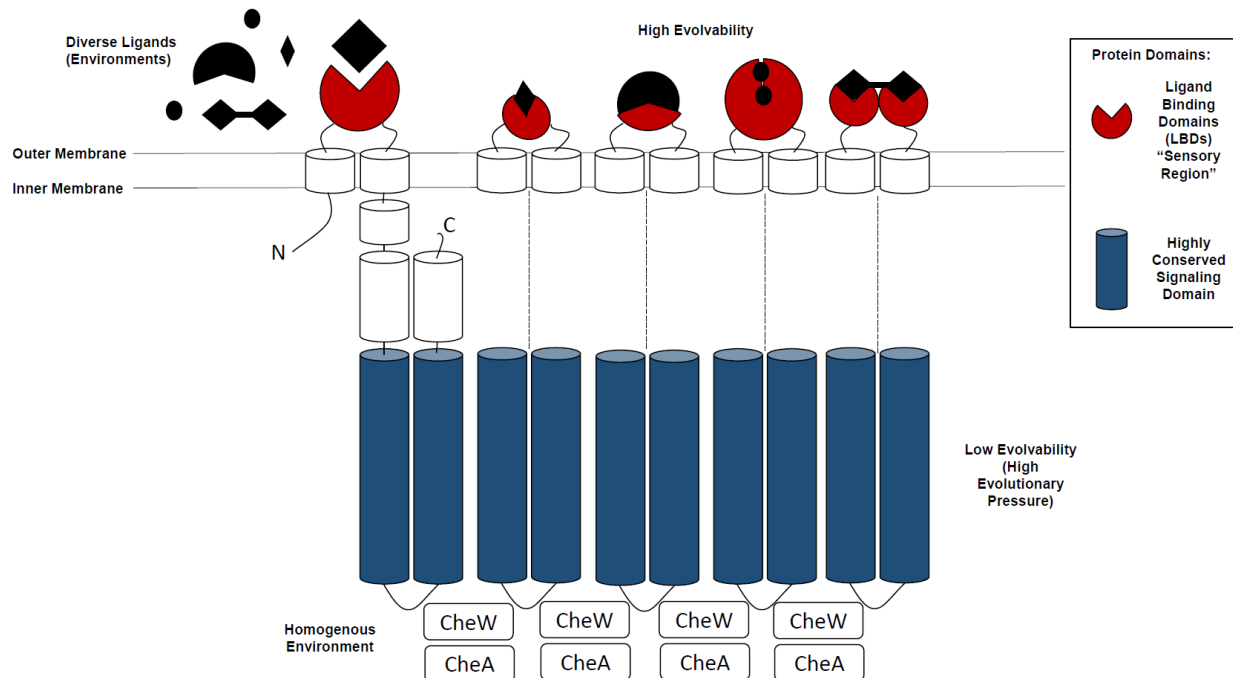 Diverse Ligands
(Environments)
High Evolvability
Protein Domains:
Ligand
Binding
Domains
(LBDs)
“Sensory
Region”
Outer Membrane
Inner Membrane
N
C
Highly
Conserved
Signaling
Domain
Low Evolvability
(High
Evolutionary
Pressure)
Homogenous
Environment
CheW CheW CheW CheW
CheA CheA CheA CheA